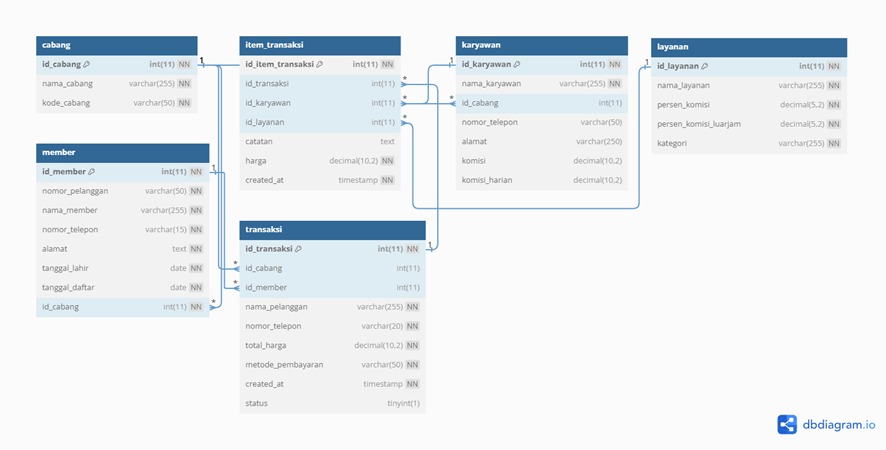 cabang
id_cabang int(11) NN
nama_cabang varchar(255) NN
kode_cabang varchar(50) NN
1
item_transaksi
id_item_transaksi int(11) NN
id_transaksi int(11) *
id_karyawan int(11) *
id_layanan int(11) *
catatan text
harga decimal(10,2) NN
created_at timestamp NN
karyawan
1 id_karyawan int(11) NN
nama_karyawan varchar(255) NN
* id_cabang int(11)
nomor_telepon varchar(50)
alamat varchar(250)
komisi decimal(10,2)
komisi_harian decimal(10,2)
layanan
1 id_layanan int(11) NN
nama_layanan varchar(255) NN
persen_komisi decimal(5,2) NN
persen_komisi_luarjam decimal(5,2) NN
kategori varchar(255) NN
member
id_member int(11) NN 1
nomor_pelanggan varchar(50) NN
nama_member varchar(255) NN
nomor_telepon varchar(15) NN
alamat text NN
tanggal_lahir date NN
tanggal_daftar date NN
id_cabang int(11) NN *
transaksi
id_transaksi int(11) NN 1
* id_cabang int(11)
* id_member int(11)
nama_pelanggan varchar(255) NN
nomor_telepon varchar(20) NN
total_harga decimal(10,2) NN
metode_pembayaran varchar(50) NN
created_at timestamp NN
status tinyint(1)
dbdiagram.io